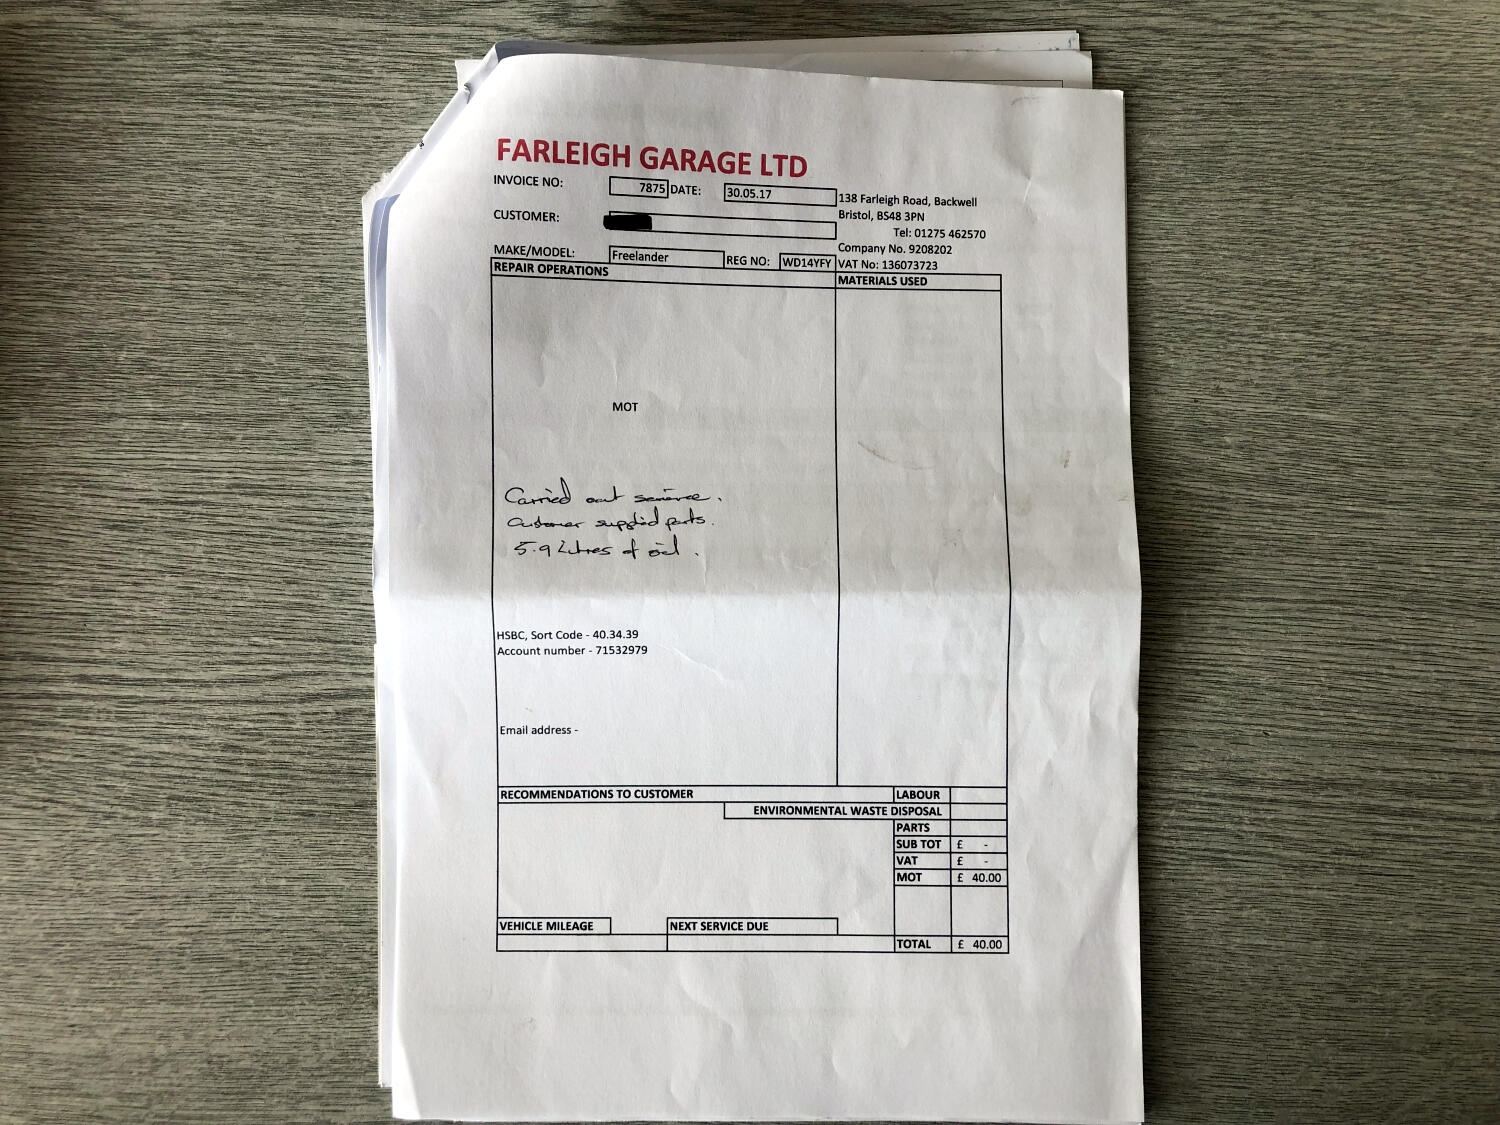 FARLEIGH GARAGE LTD
INVOICE NO: 7875 DATE: 30.05.17
138 Farleigh Road, Backwell
CUSTOMER:
Bristol, BS48 3PN
Tel: 01275 462570
Company No. 9208202
MAKE/MODEL: Freelander REG NO: WD14YFY VAT No: 136073723
REPAIR OPERATIONS MATERIALS USED
MOT
Carried out service.
Customer supplied parts.
5.9 Litres of oil.
HSBC, Sort Code - 40.34.39
Account number - 71532979
Email address -
RECOMMENDATIONS TO CUSTOMER LABOUR
ENVIRONMENTAL WASTE DISPOSAL
PARTS
SUB TOT £ -
VAT £ -
MOT £ 40.00
VEHICLE MILEAGE NEXT SERVICE DUE
TOTAL £ 40.00